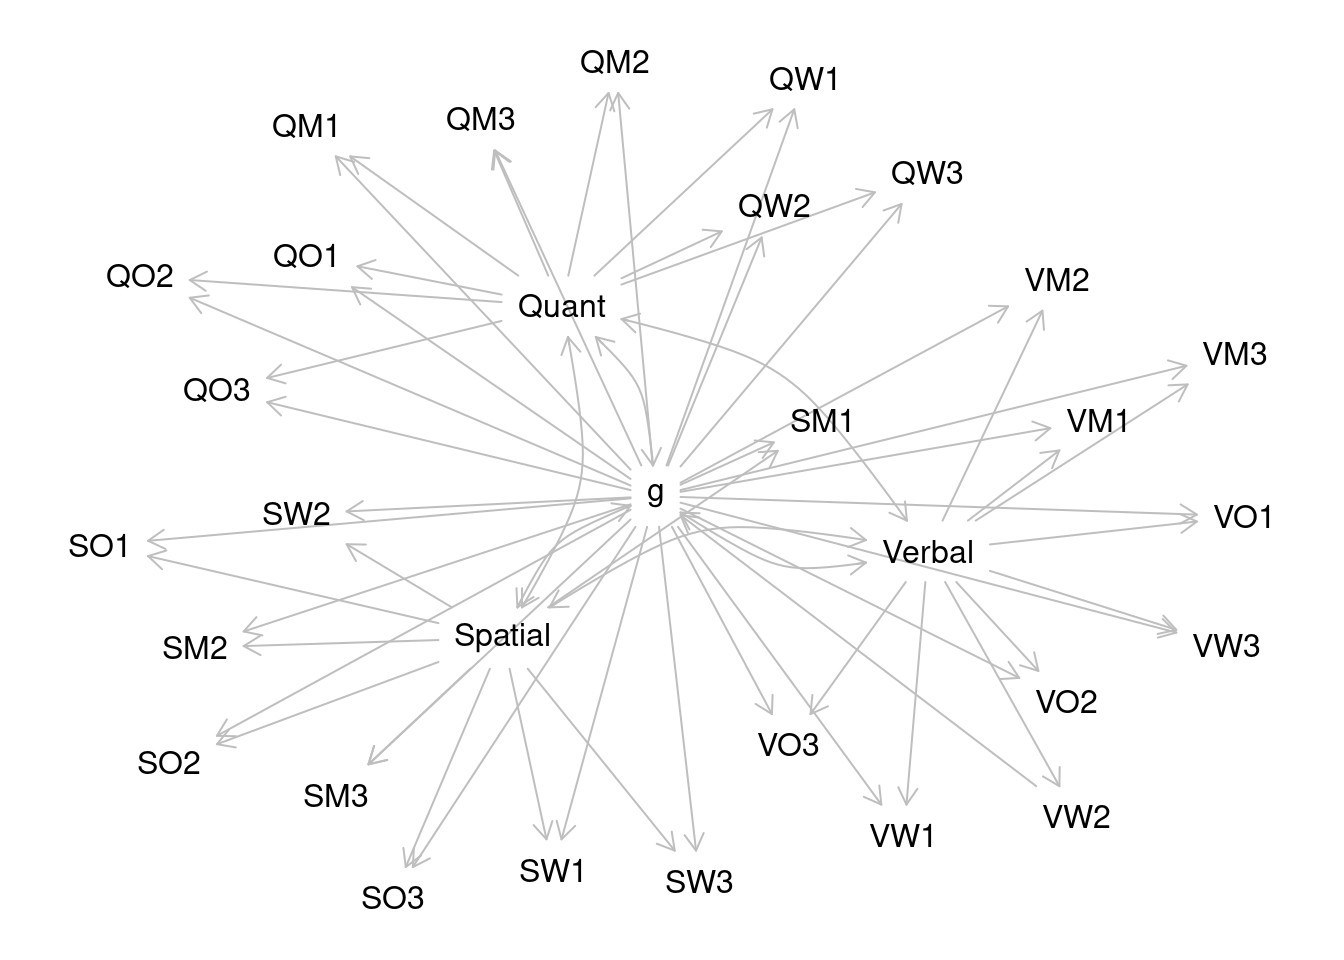 QM2
QW1
QM3
QM1
QW3
QW2
QO1
QO2
VM2
Quant
VM3
QO3
SM1
VM1
g
SW2
VO1
SO1
Verbal
Spatial
SM2
VW3
VO2
VO3
SO2
SM3
VW2
VW1
SW1
SW3
SO3